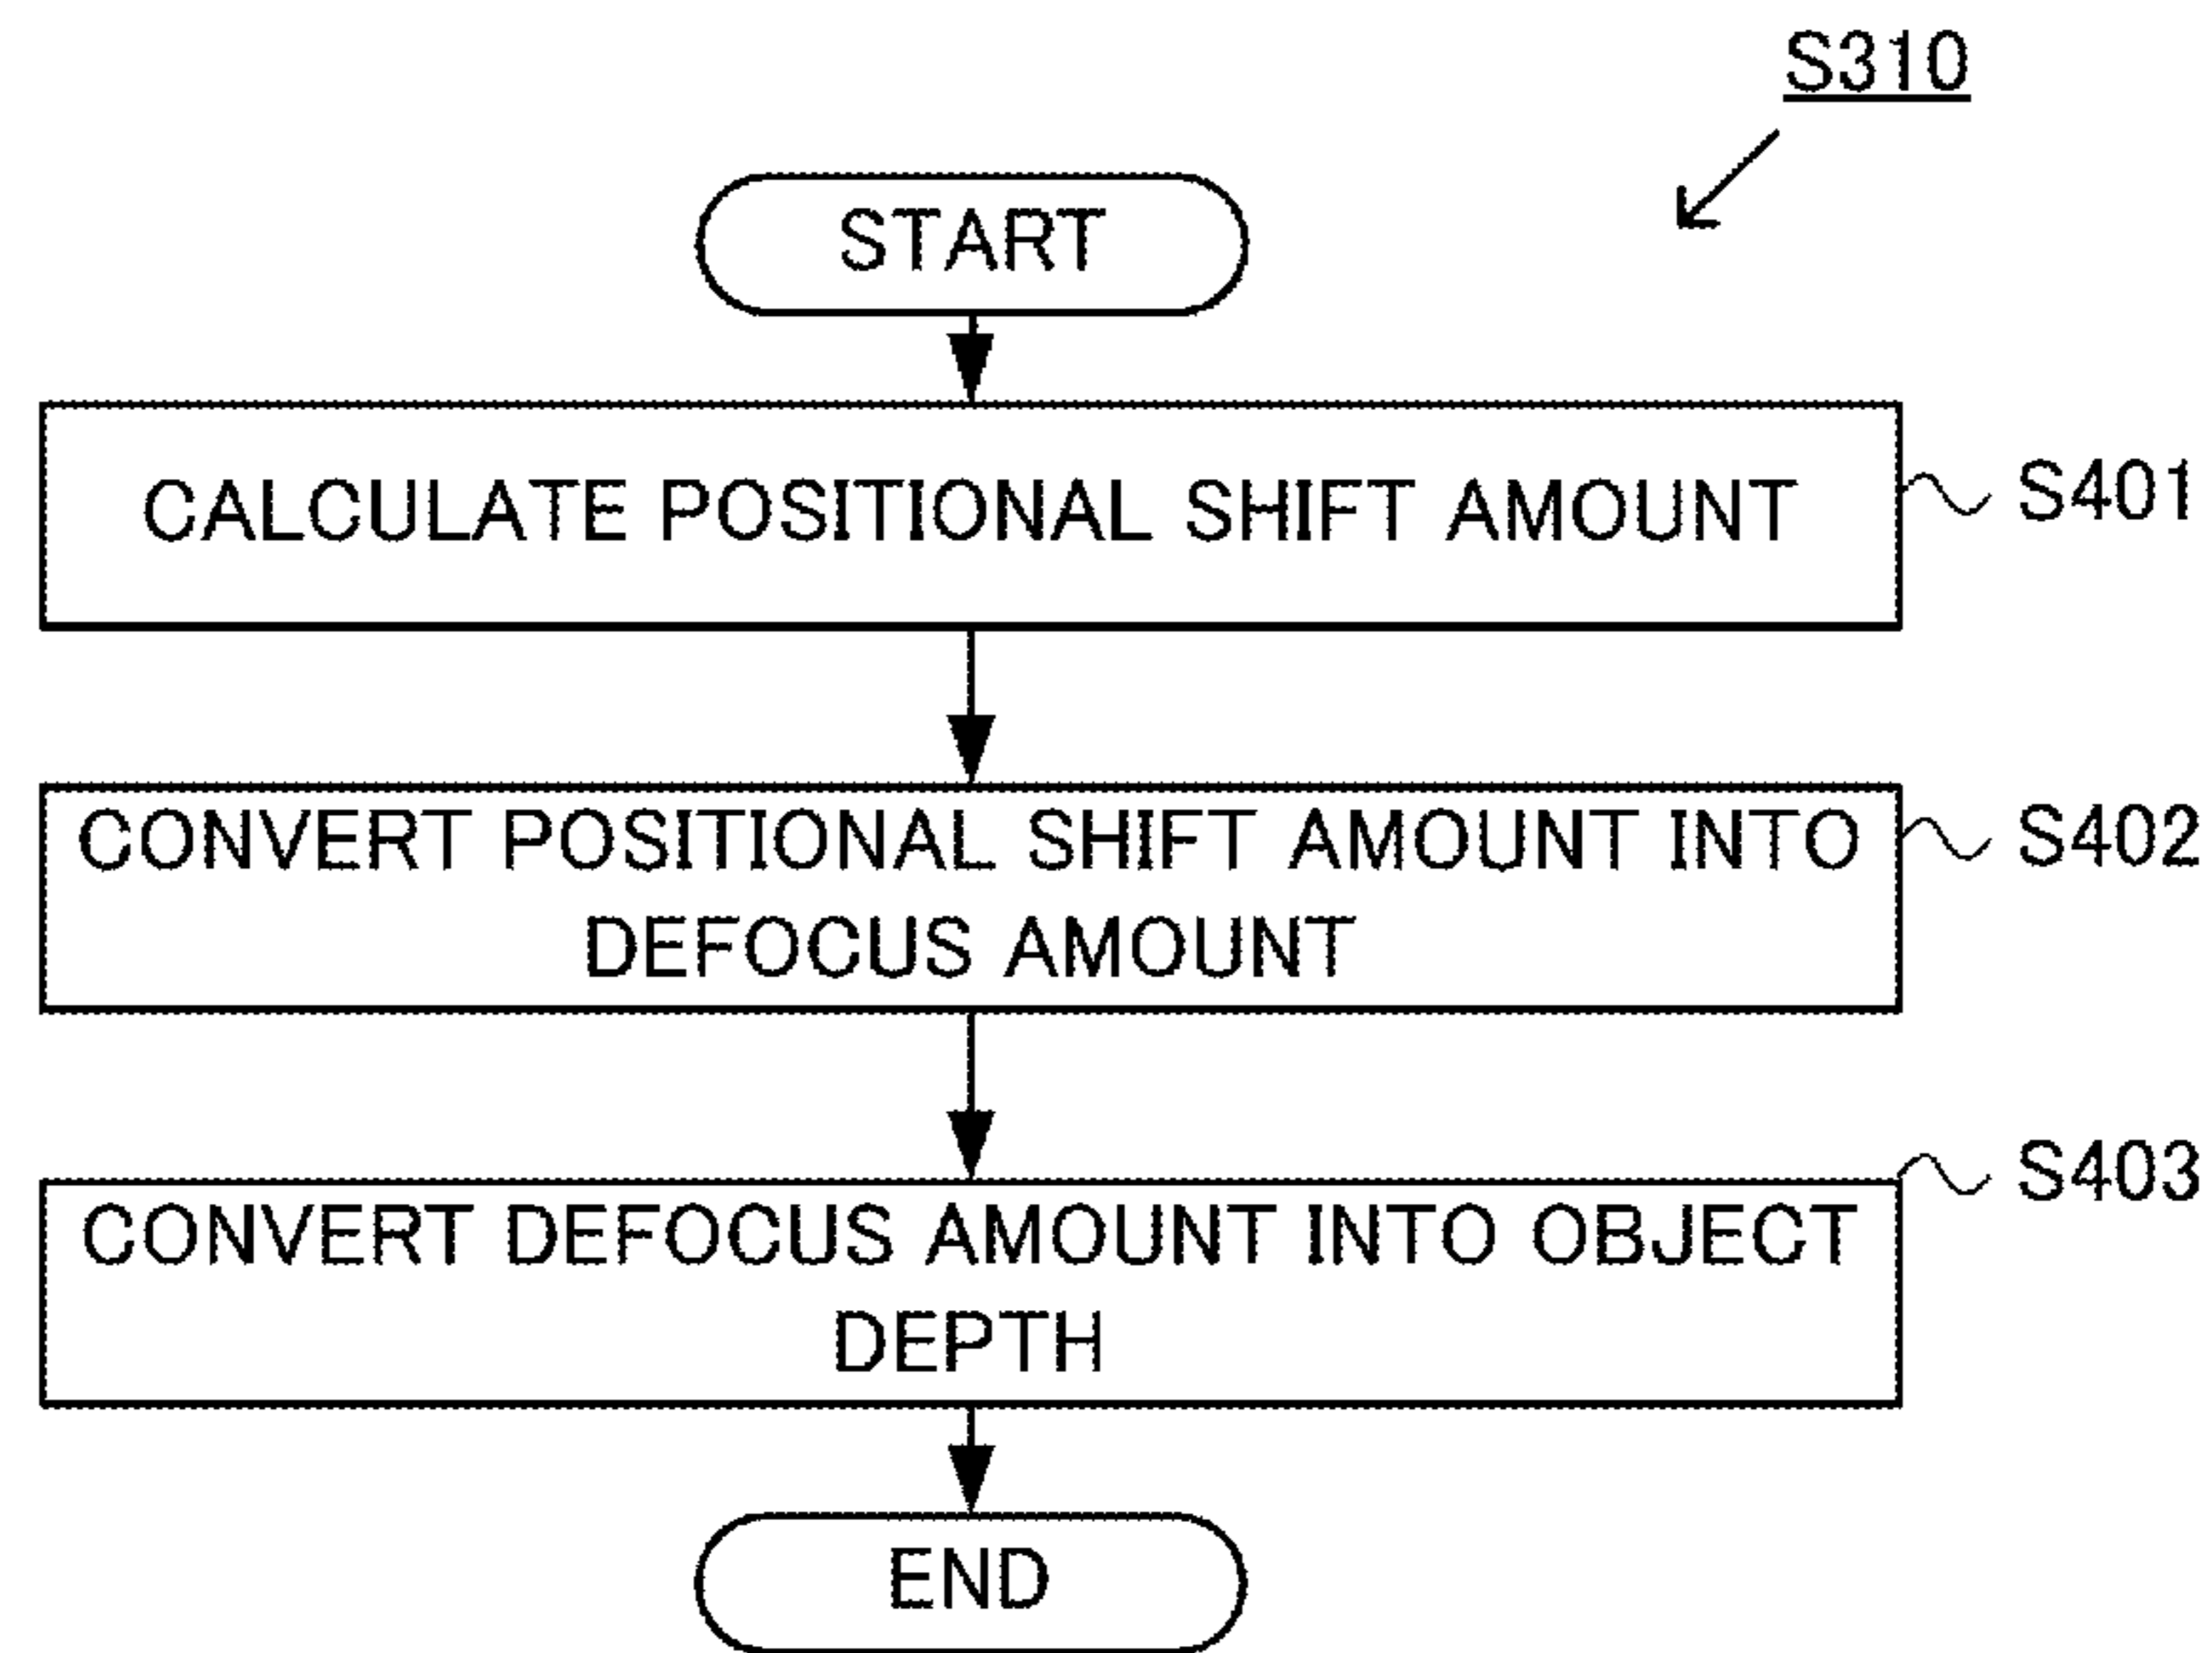 S310
START
CALCULATE POSITIONAL SHIFT AMOUNT
S401
CONVERT POSITIONAL SHIFT AMOUNT INTO
DEFOCUS AMOUNT
S402
CONVERT DEFOCUS AMOUNT INTO OBJECT
DEPTH
S403
END